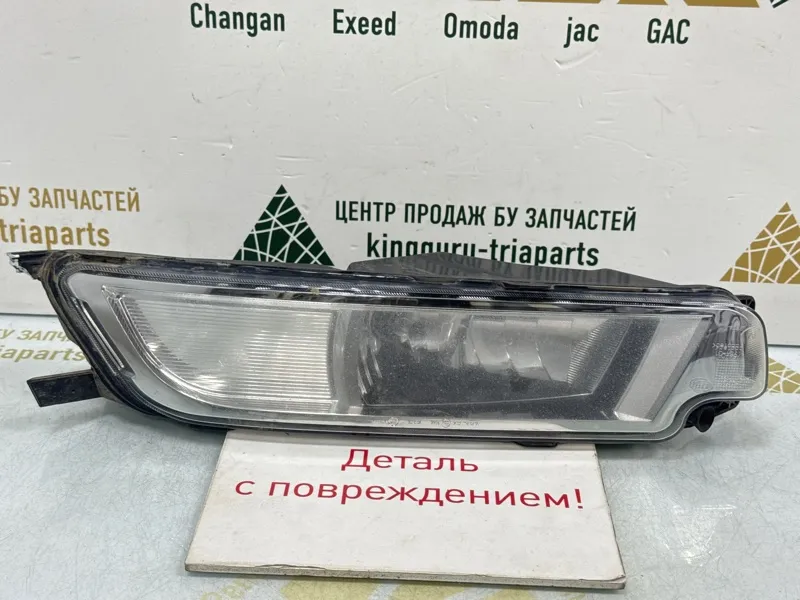 Changan Exeed Omoda jac GAC
БУ ЗАПЧАСТЕЙ
triaparts
ЦЕНТР ПРОДАЖ БУ ЗАПЧАСТЕЙ
kingguru-triaparts
Деталь
с повреждением!